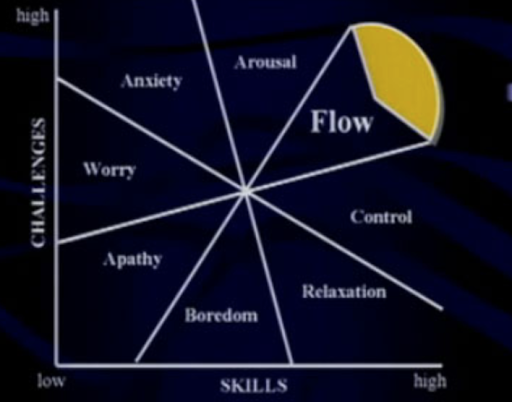 high
Arousal
Anxiety
Flow
CHALLENGES
Worry
Control
Apathy
Relaxation
Boredom
low
SKILLS
high